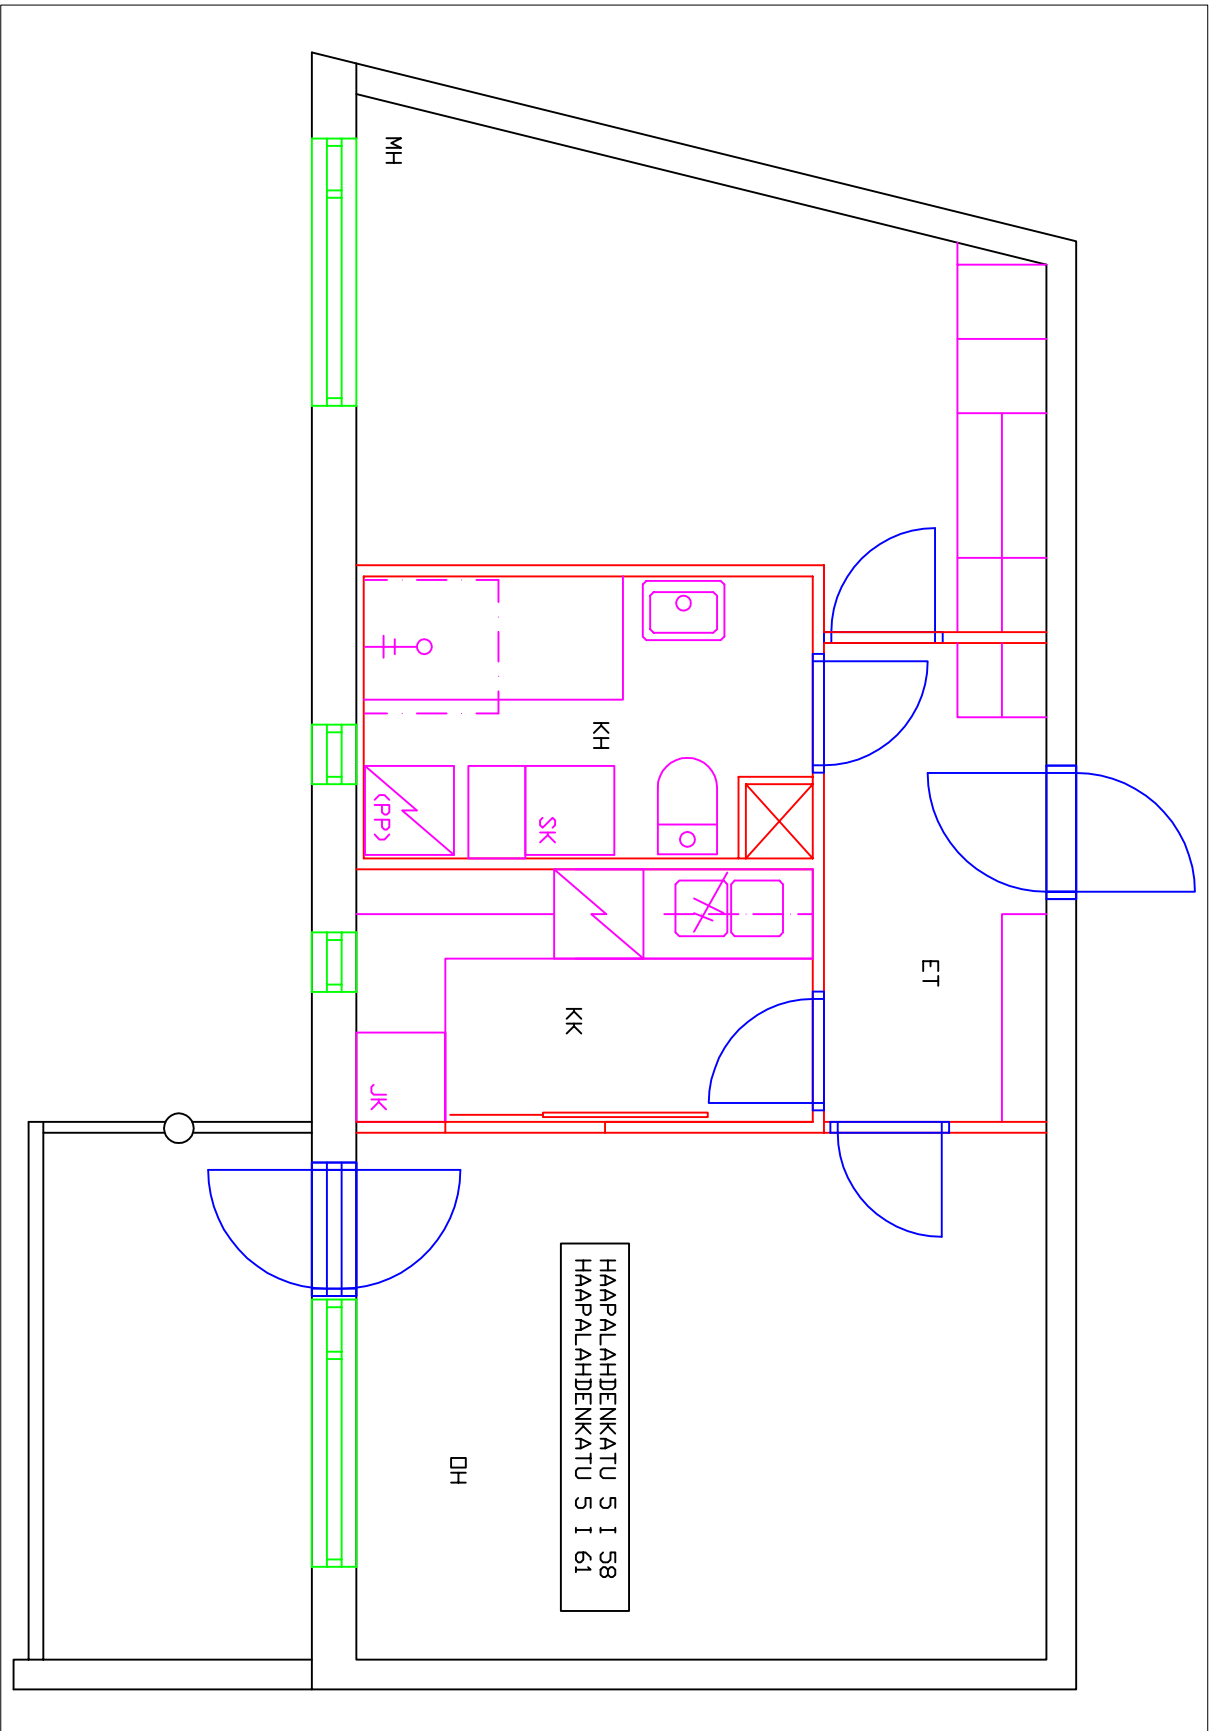 MH
KH
(PP)
SK
ET
KK
JK
HAAPALAHDENKATU 5 I 58
HAAPALAHDENKATU 5 I 61
OH